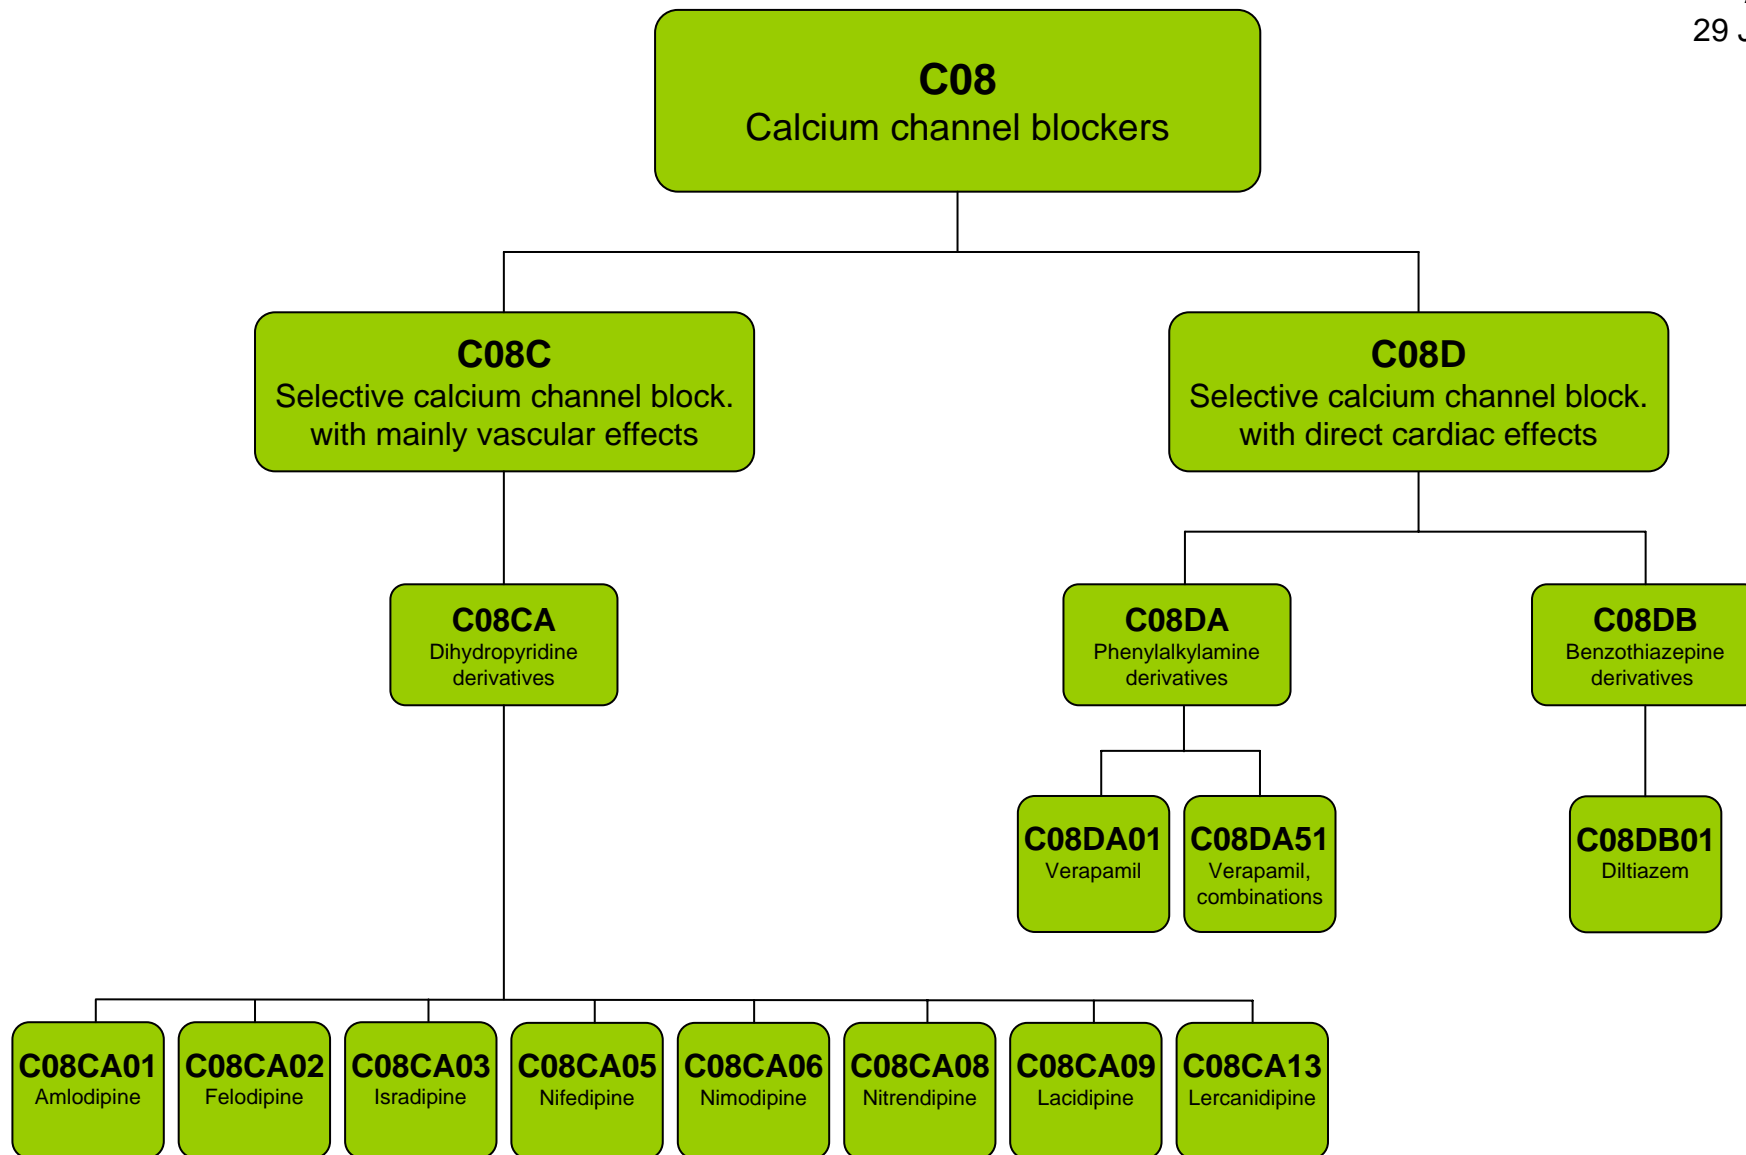 29 J
C08
Calcium channel blockers
C08C
Selective calcium channel block.
with mainly vascular effects
C08D
Selective calcium channel block.
with direct cardiac effects
C08CA
Dihydropyridine
derivatives
C08DA
Phenylalkylamine
derivatives
C08DB
Benzothiazepine
derivatives
C08DA01
Verapamil
C08DA51
Verapamil,
combinations
C08DB01
Diltiazem
C08CA01
Amlodipine
C08CA02
Felodipine
C08CA03
Isradipine
C08CA05
Nifedipine
C08CA06
Nimodipine
C08CA08
Nitrendipine
C08CA09
Lacidipine
C08CA13
Lercanidipine